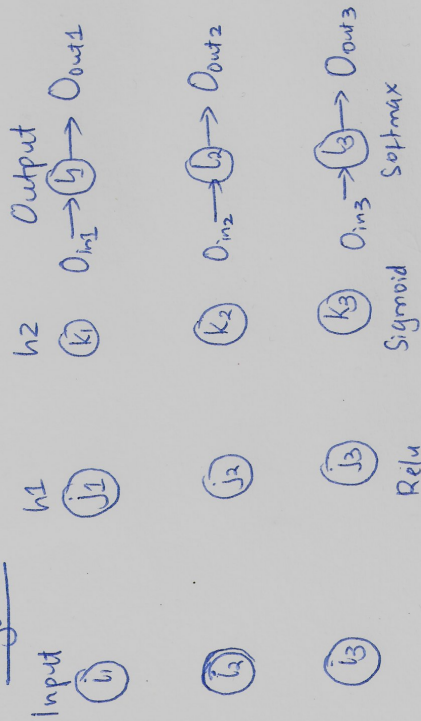 Input h1 h2 Output
i1 j1 k1 Oin1 → l1 → Oout1
i2 j2 k2 Oin2 → l2 → Oout2
i3 j3 k3 Oin3 → l3 → Oout3
Relu Sigmoid Softmax